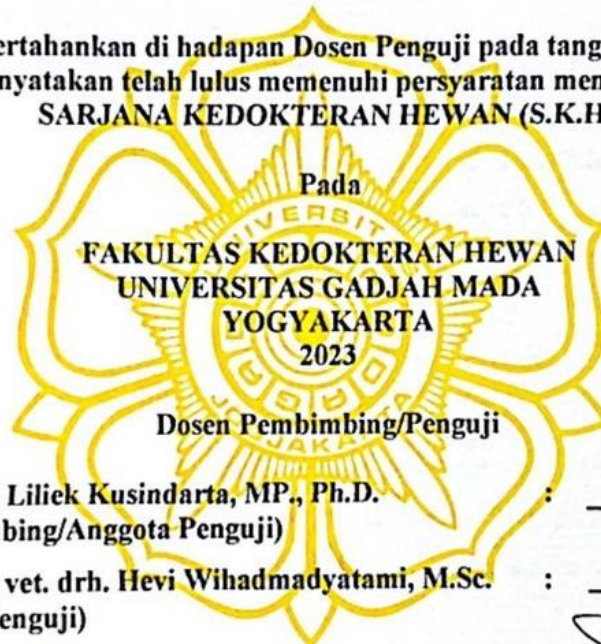 ertahankan di hadapan Dosen Penguji pada tang
nyatakan telah lulus memenuhi persyaratan men
SARJANA KEDOKTERAN HEWAN (S.K.H
Pada
UNIVERSIT
FAKULTAS KEDOKTERAN HEWAN
UNIVERSITAS GADJAH MADA
YOGYAKARTA
2023
JOGJAKARTA
Dosen Pembimbing/Penguji
Liliek Kusindarta, MP., Ph.D. :
bing/Anggota Penguji)
vet. drh. Hevi Wihadmadyatami, M.Sc. :
enguji)